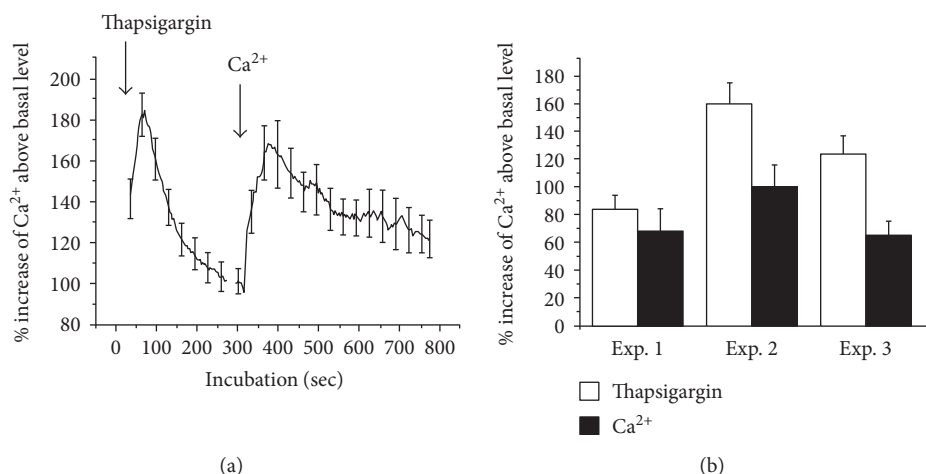 Thapsigargin
Ca²⁺
% increase of Ca²⁺ above basal level
200
180
160
140
120
100
80
0 100 200 300 400 500 600 700 800
Incubation (sec)
(a)
% increase of Ca²⁺ above basal level
180
160
140
120
100
80
60
40
20
0
Exp. 1 Exp. 2 Exp. 3
Thapsigargin
Ca²⁺
(b)